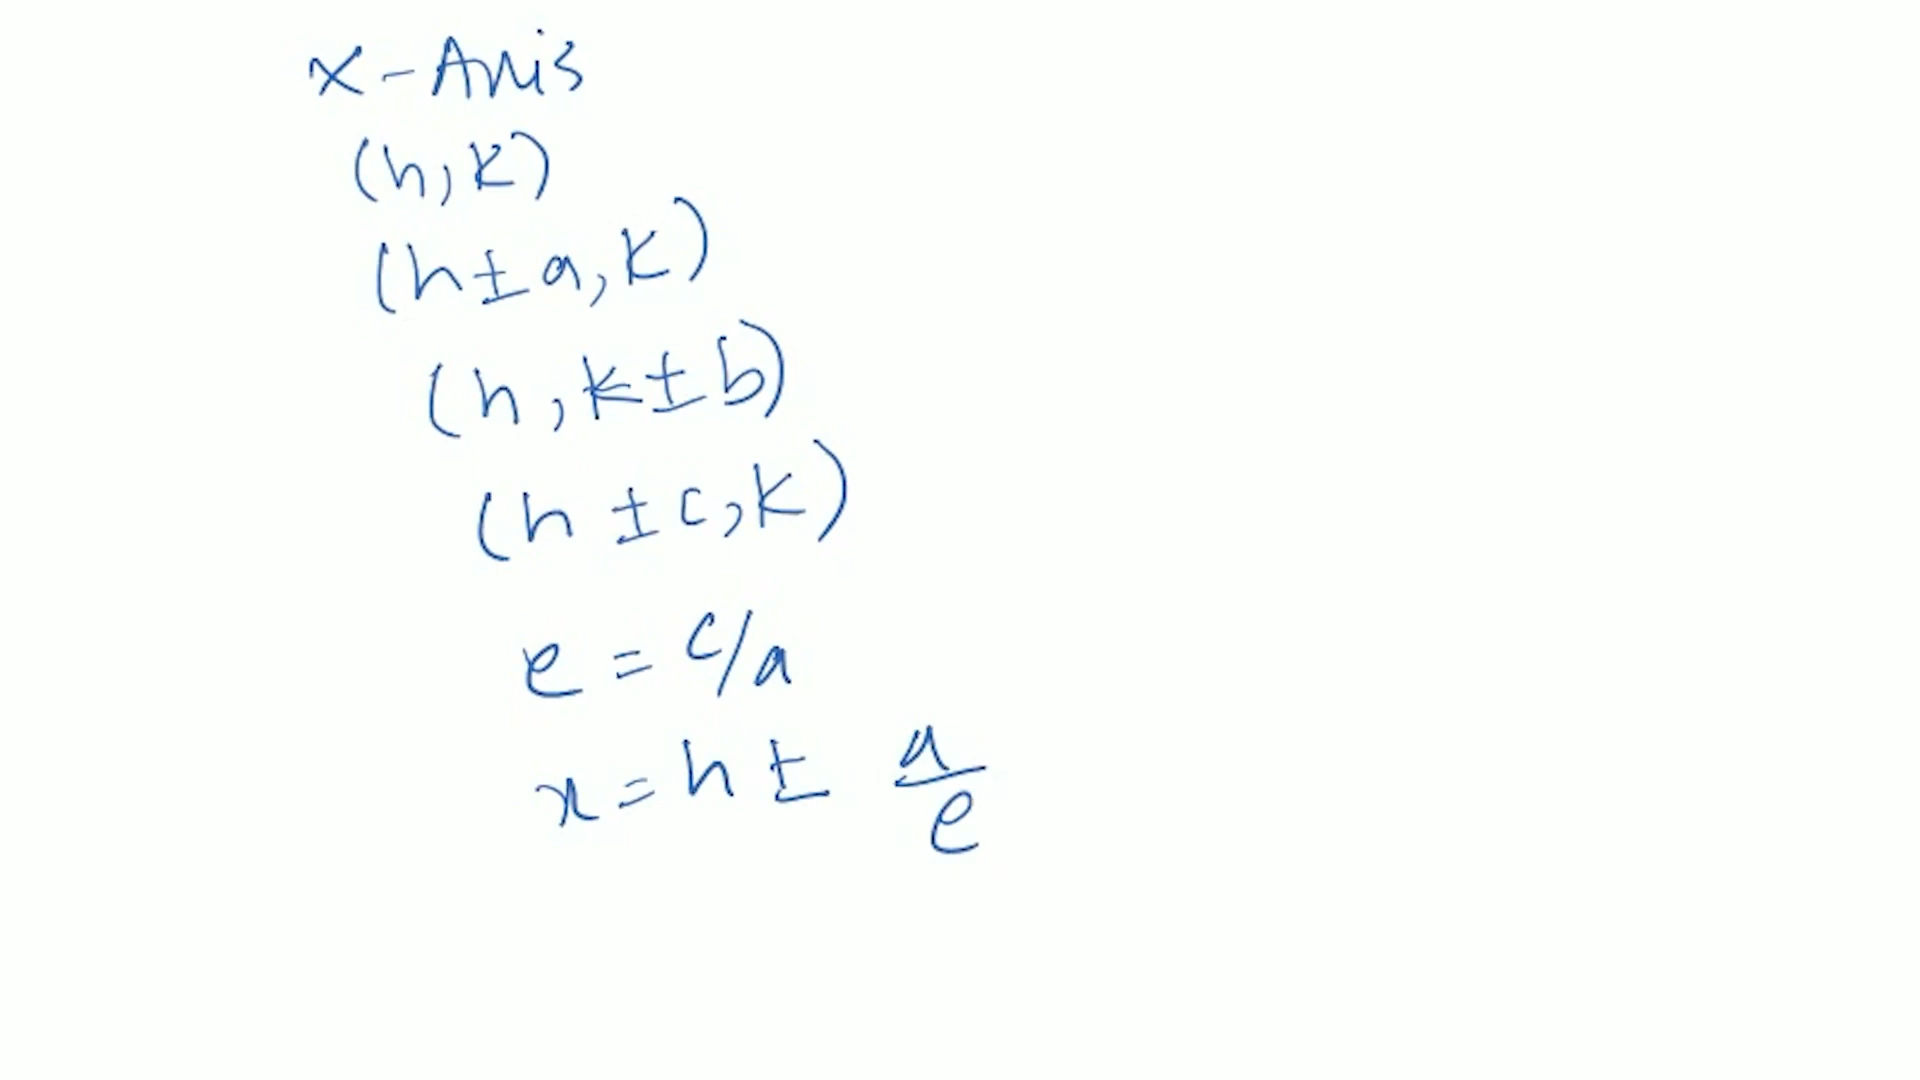 x-Axis
(h,k)
(h±a,k)
(h,k±b)
(h±c,k)
e = c/a
x = h ± a/e